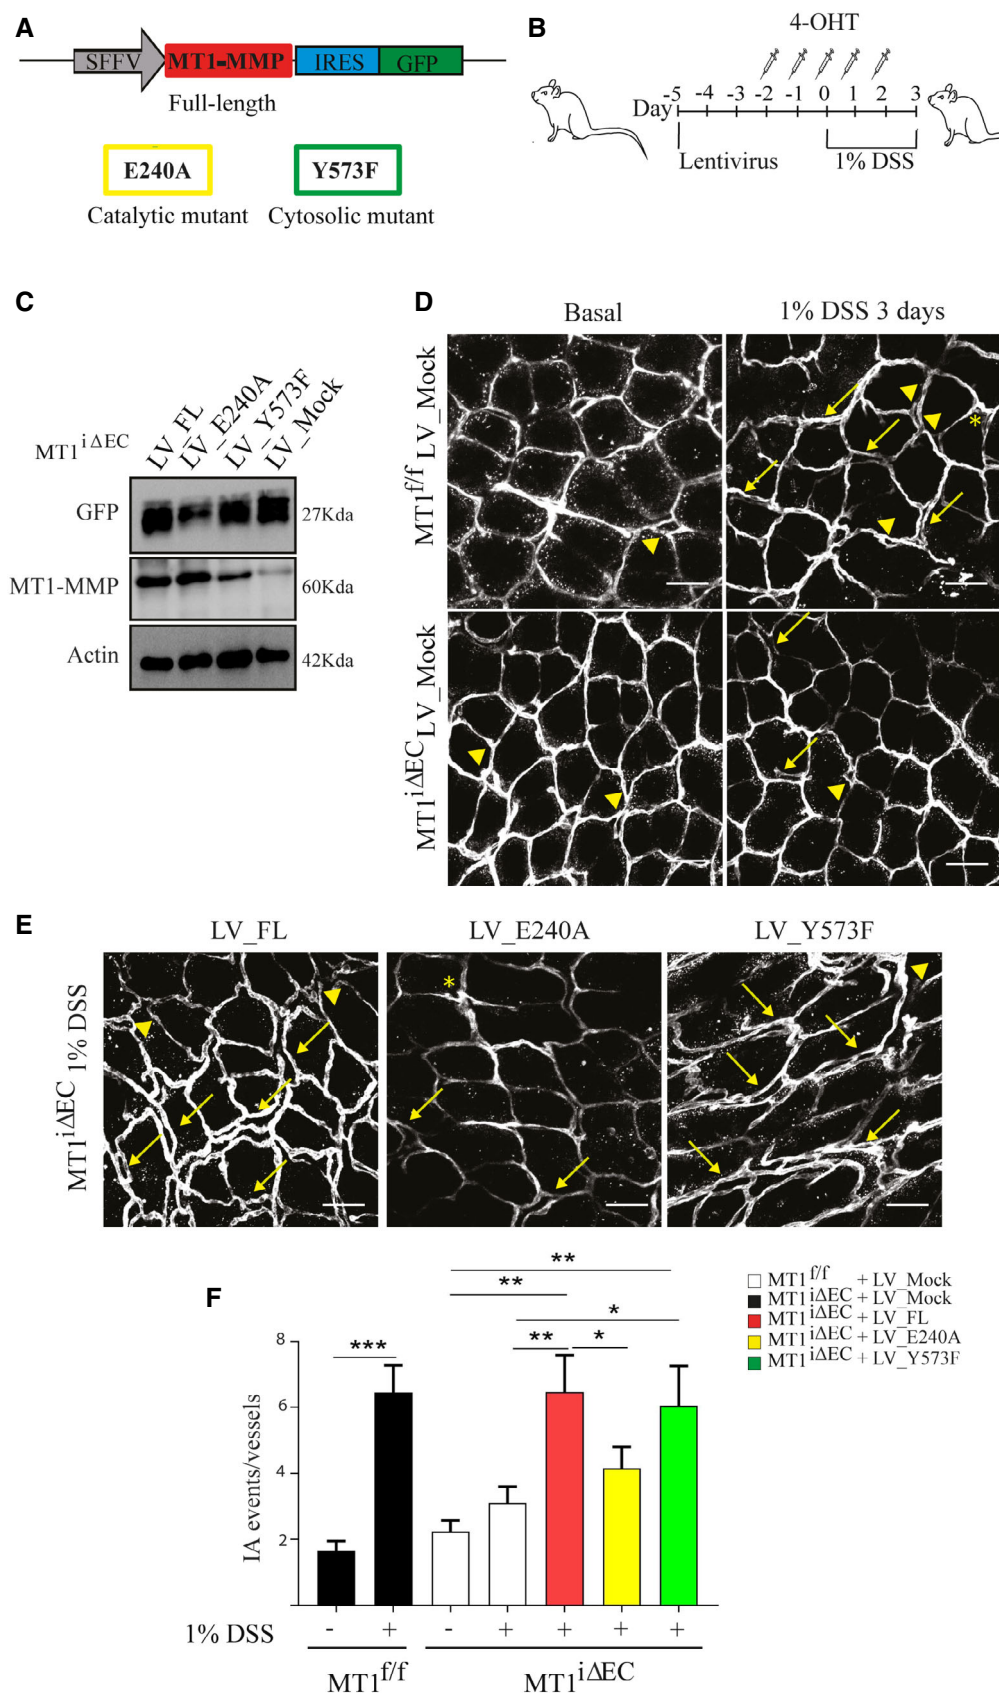 A
SFFV MT1-MMP IRES GFP
Full-length
E240A Y573F
Catalytic mutant Cytosolic mutant
B
4-OHT
Day -5 -4 -3 -2 -1 0 1 2 3
Lentivirus 1% DSS
C
MT1iΔEC LV_FL LV_E240A LV_Y573F LV_Mock
GFP 27Kda
MT1-MMP 60Kda
Actin 42Kda
D
Basal 1% DSS 3 days
MT1f/f LV_Mock
*
MT1iΔEC LV_Mock
E
LV_FL LV_E240A LV_Y573F
MT1iΔEC 1% DSS
*
F
MT1f/f + LV_Mock
MT1iΔEC + LV_Mock
MT1iΔEC + LV_FL
MT1iΔEC + LV_E240A
MT1iΔEC + LV_Y573F
**
**
*
*** ** *
IA events/vessels
8
6
4
2
1% DSS - + - + + + +
MT1f/f MT1iΔEC